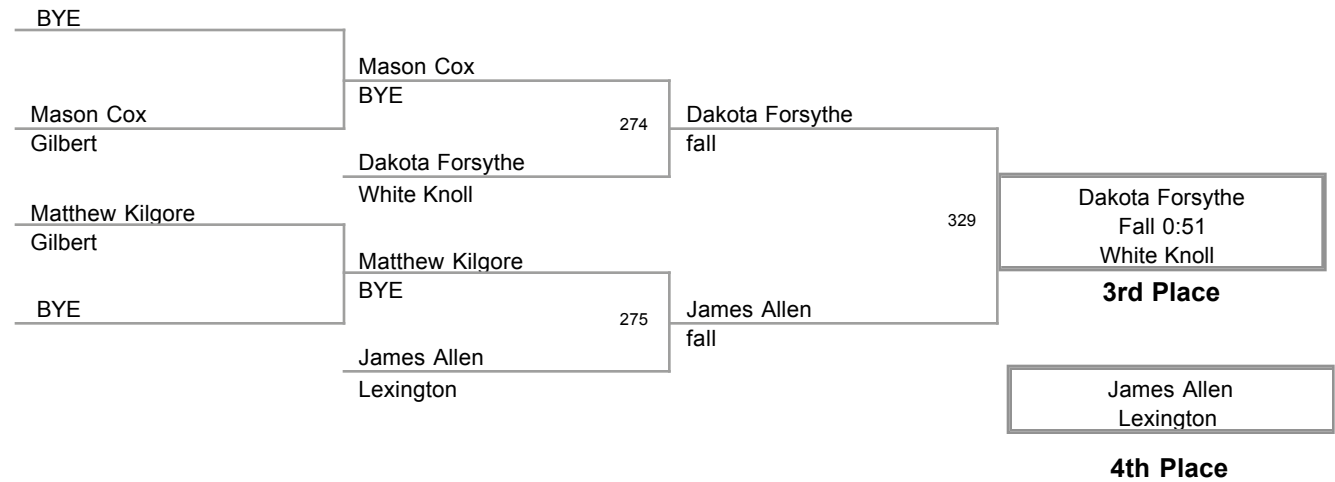 BYE
Mason Cox
BYE
Mason Cox
Gilbert
274
Dakota Forsythe
fall
Dakota Forsythe
White Knoll
Matthew Kilgore
Gilbert
329
Dakota Forsythe
Fall 0:51
White Knoll
3rd Place
Matthew Kilgore
BYE
BYE
275
James Allen
fall
James Allen
Lexington
James Allen
Lexington
4th Place